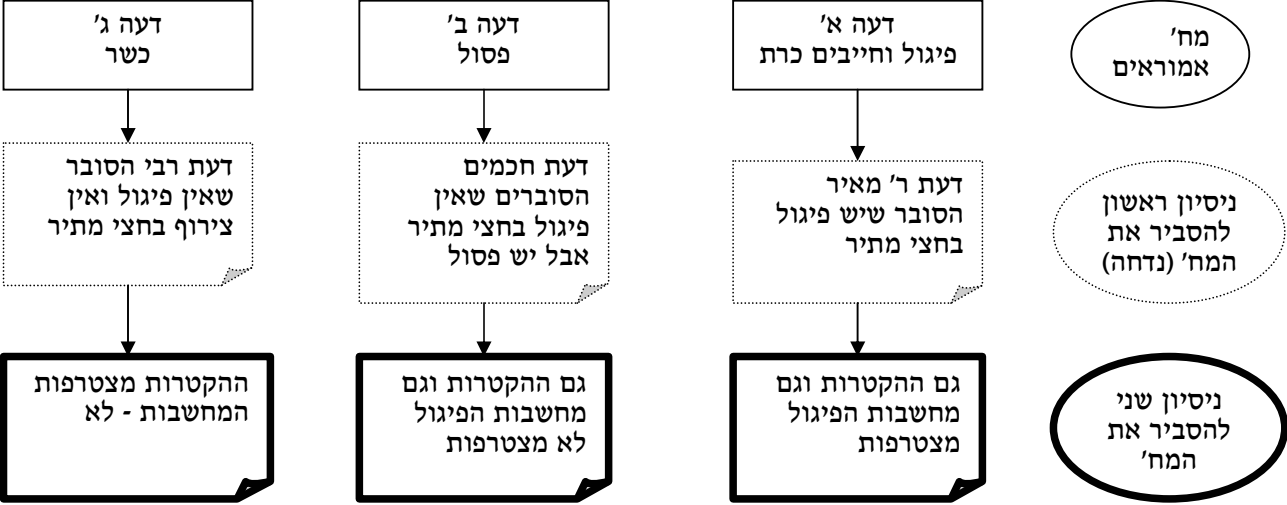 מח'
אמוראים
דעה א'
פיגול וחייבים כרת
דעה ב'
פסול
דעה ג'
כשר
ניסיון ראשון
להסביר את
המח' (נדחה)
דעת ר' מאיר
הסובר שיש פיגול
בחצי מתיר
דעת חכמים
הסוברים שאין
פיגול בחצי מתיר
אבל יש פסול
דעת רבי הסובר
שאין פיגול ואין
צירוף בחצי מתיר
ניסיון שני
להסביר את
המח'
גם ההקטרות וגם
מחשבות הפיגול
מצטרפות
גם ההקטרות וגם
מחשבות הפיגול
לא מצטרפות
ההקטרות מצטרפות
המחשבות - לא